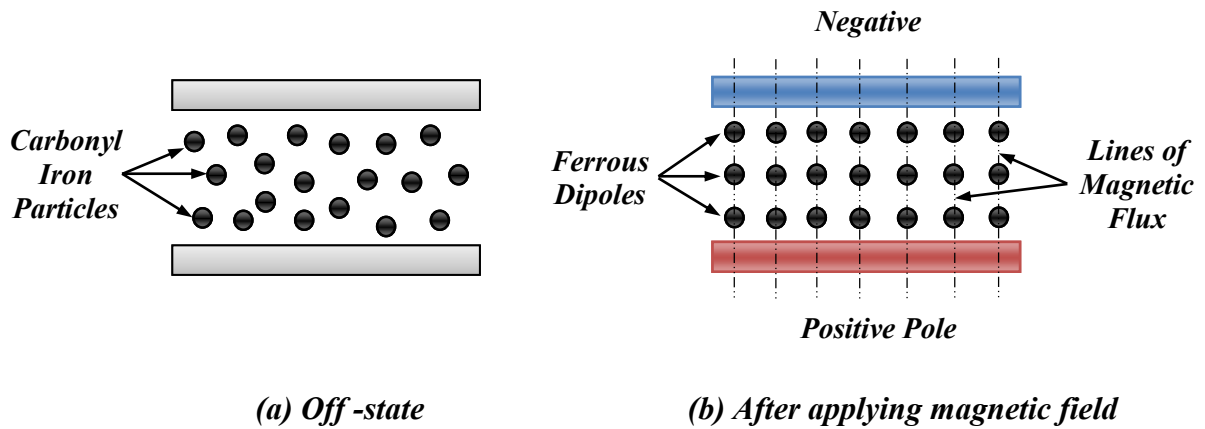 Carbonyl
Iron
Particles
(a) Off -state
Negative
Ferrous
Dipoles
Lines of
Magnetic
Flux
Positive Pole
(b) After applying magnetic field